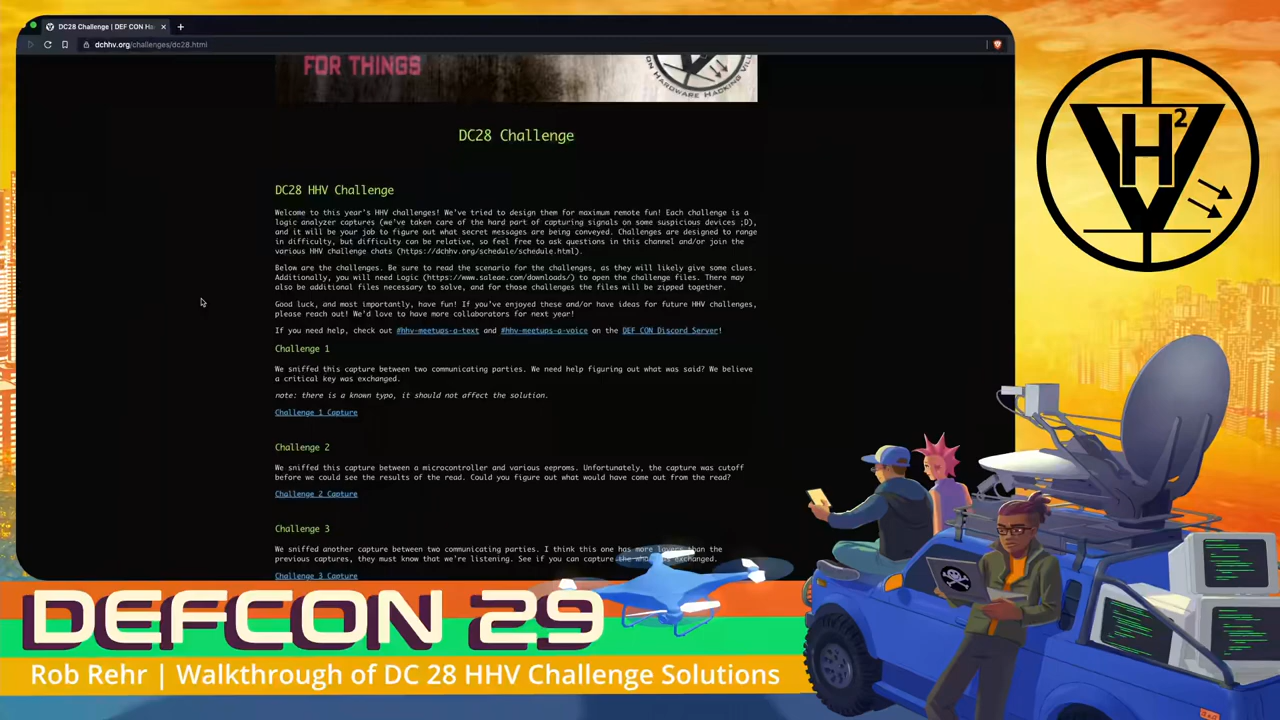 DC28 Challenge | DEF CON Ha
dchhv.org/challenges/dc28.html
FOR THINGS
DC28 Challenge
DC28 HHV Challenge
Welcome to this year's HHV challenges! We've tried to design them for maximum remote fun! Each challenge is a
logic analyzer captures (we've taken care of the hard part of capturing signals on some suspicious devices ;D),
and it will be your job to figure out what secret messages are being conveyed. Challenges are designed to range
in difficulty, but difficulty can be relative, so feel free to ask questions in this channel and/or join the
various HHV challenge chats (https://dchhv.org/schedule/schedule.html).
Below are the challenges. Be sure to read the scenario for the challenges, as they will likely give some clues.
Additionally, you will need Logic (https://www.saleae.com/downloads/) to open the challenge files. There may
also be additional files necessary to solve, and for those challenges the files will be zipped together.
Good luck, and most importantly, have fun! If you've enjoyed these and/or have ideas for future HHV challenges,
please reach out! We'd love to have more collaborators for next year!
If you need help, check out #hhv-meetups-a-text and #hhv-meetups-a-voice on the DEF CON Discord Server!
Challenge 1
We sniffed this capture between two communicating parties. We need help figuring out what was said? We believe
a critical key was exchanged.
note: there is a known typo, it should not affect the solution.
Challenge 1 Capture
Challenge 2
We sniffed this capture between a microcontroller and various eeproms. Unfortunately, the capture was cutoff
before we could see the results of the read. Could you figure out what would have come out from the read?
Challenge 2 Capture
Challenge 3
We sniffed another capture between two communicating parties. I think this one has more layers than the
previous captures, they must know that we're listening. See if you can capture the what is exchanged.
Challenge 3 Capture
H2
V
DEFCON 29
Rob Rehr | Walkthrough of DC 28 HHV Challenge Solutions